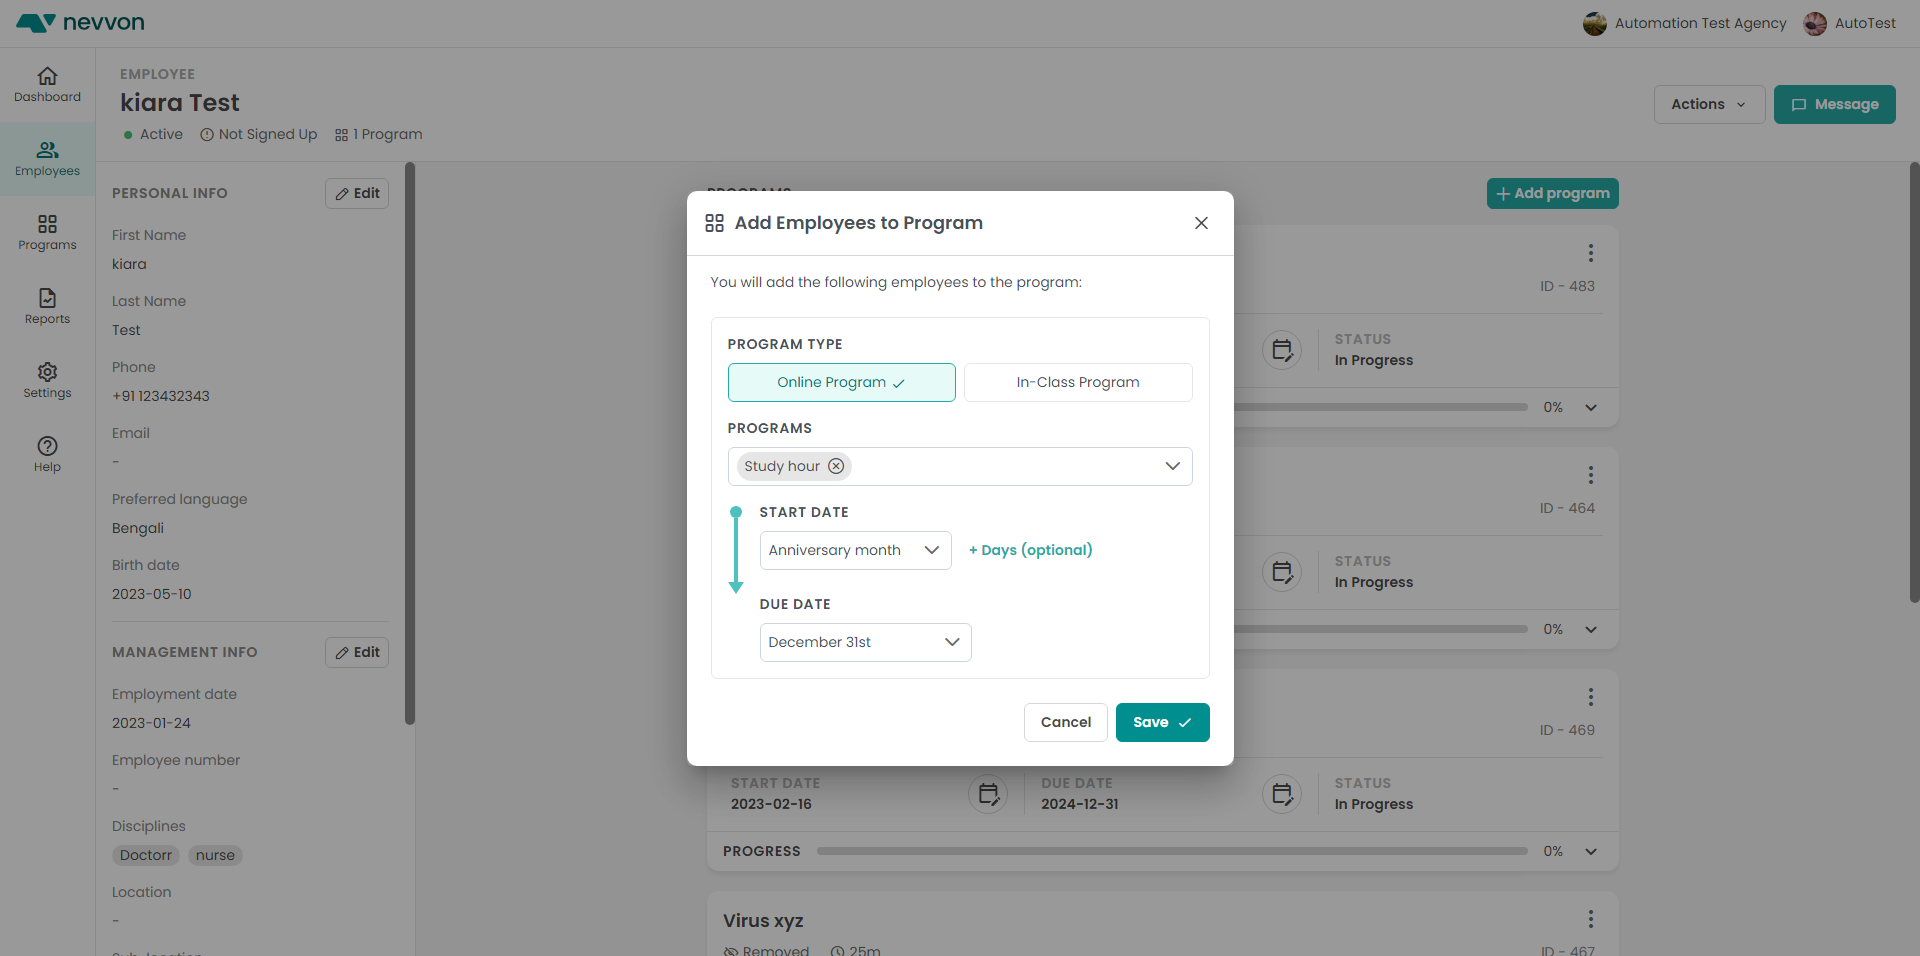 nevvon
Automation Test Agency
AutoTest
Dashboard
Employees
Programs
Reports
Settings
Help
EMPLOYEE
kiara Test
Active
Not Signed Up
1 Program
Actions
Message
PERSONAL INFO
Edit
First Name
kiara
Last Name
Test
Phone
+91 123432343
Email
-
Preferred language
Bengali
Birth date
2023-05-10
MANAGEMENT INFO
Edit
Employment date
2023-01-24
Employee number
-
Disciplines
Doctorr
nurse
Location
-
Sub-location
PROGRAMS
+ Add program
ID - 483
STATUS
In Progress
0%
ID - 464
STATUS
In Progress
0%
ID - 469
START DATE
2023-02-16
DUE DATE
2024-12-31
STATUS
In Progress
PROGRESS
0%
Virus xyz
Removed
25m
ID - 467
Add Employees to Program
You will add the following employees to the program:
PROGRAM TYPE
Online Program
In-Class Program
PROGRAMS
Study hour
START DATE
Anniversary month
+ Days (optional)
DUE DATE
December 31st
Cancel
Save